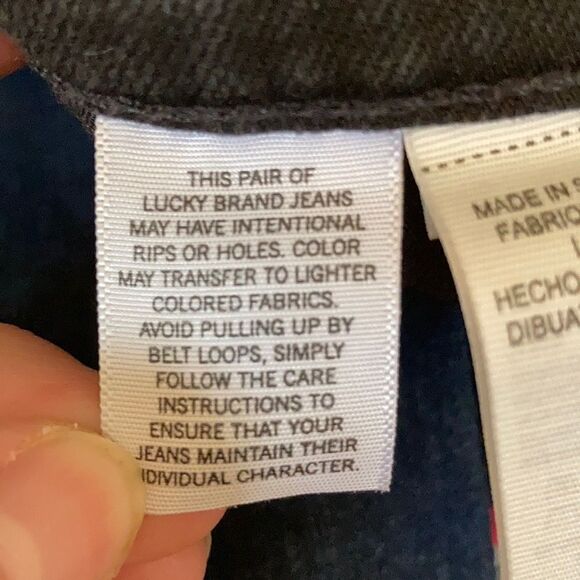 THIS PAIR OF
LUCKY BRAND JEANS
MAY HAVE INTENTIONAL
RIPS OR HOLES. COLOR
MAY TRANSFER TO LIGHTER
COLORED FABRICS.
AVOID PULLING UP BY
BELT LOOPS, SIMPLY
FOLLOW THE CARE
INSTRUCTIONS TO
ENSURE THAT YOUR
JEANS MAINTAIN THEIR
INDIVIDUAL CHARACTER.
MADE IN
FABRIC
HECHO